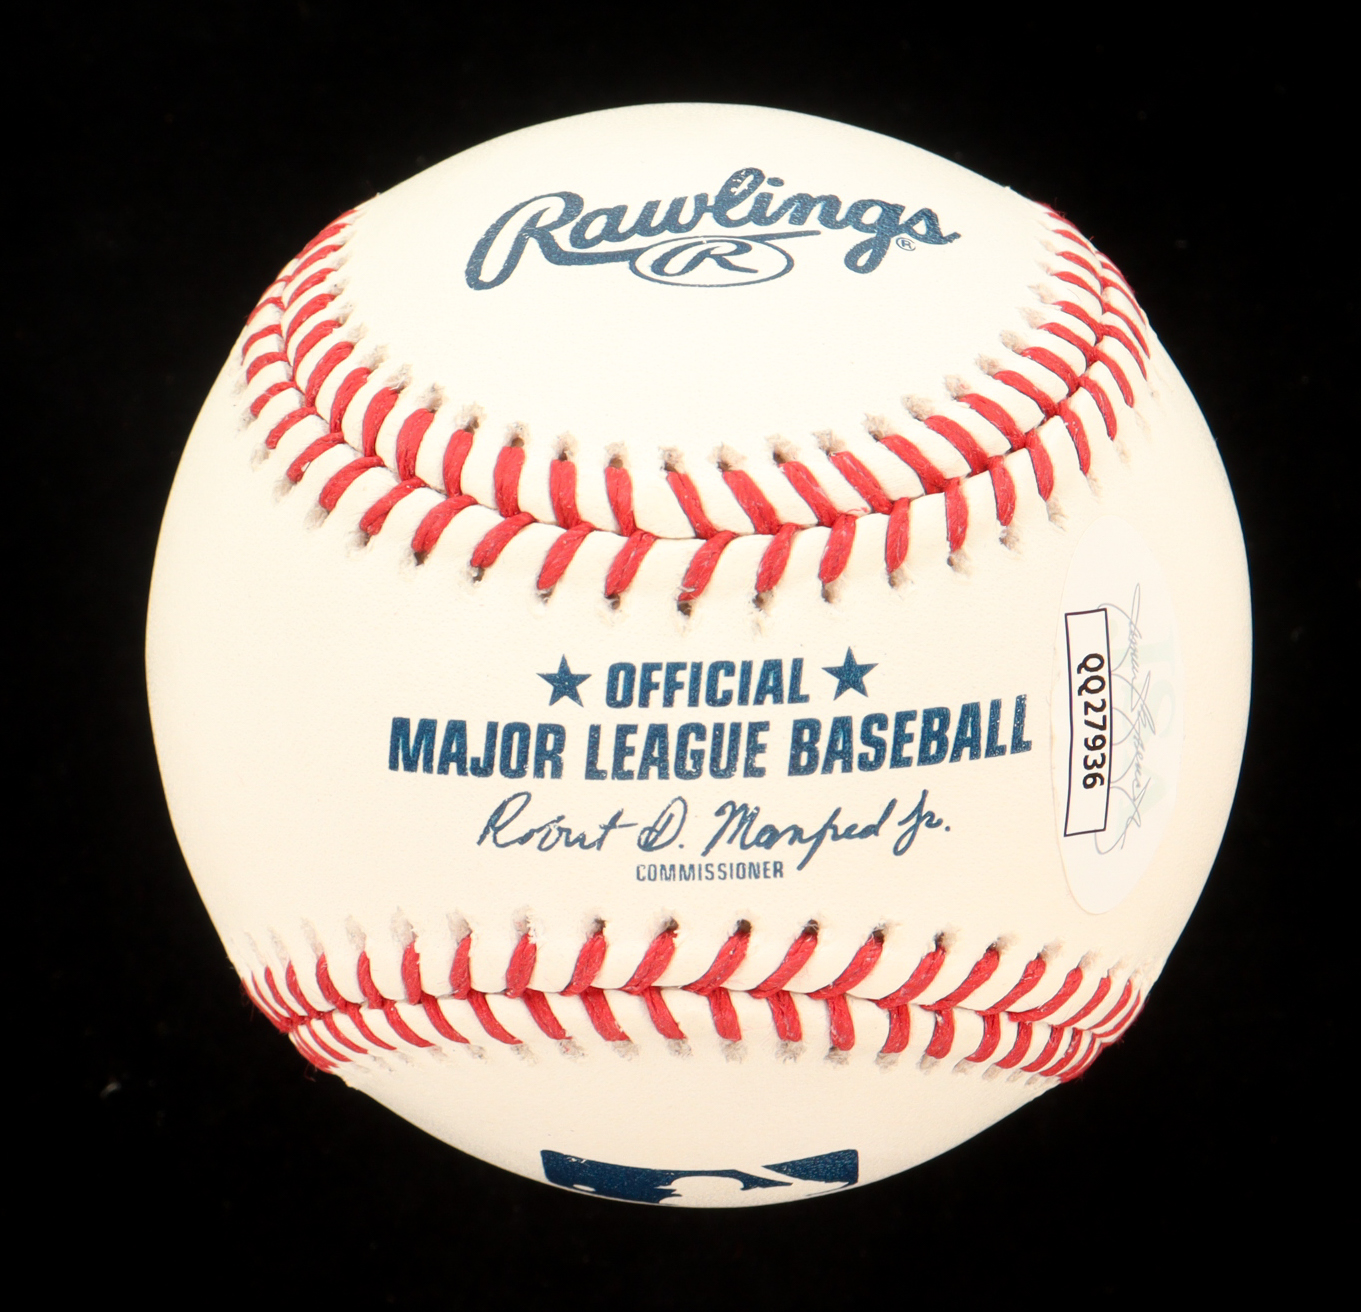 Rawlings®
R
★ OFFICIAL ★
MAJOR LEAGUE BASEBALL
Robert D. Manfred Jr.
COMMISSIONER
QQ27936